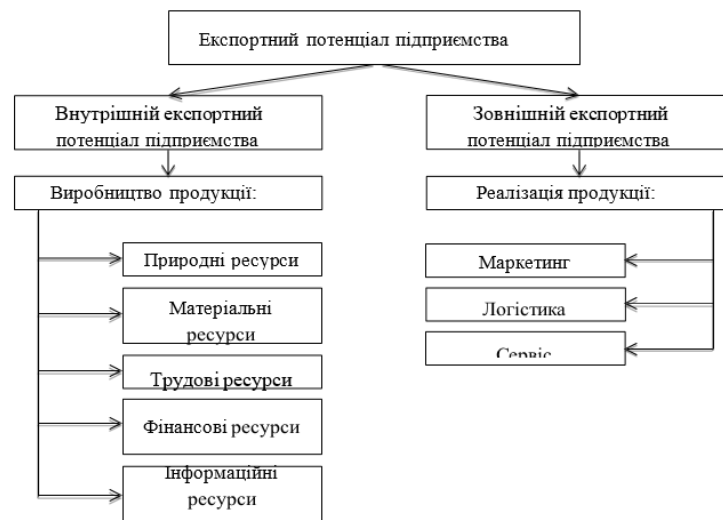 Експортний потенціал підприємства
Внутрішній експортний
потенціал підприємства
Зовнішній експортний
потенціал підприємства
Виробництво продукції:
Реалізація продукції:
Природні ресурси
Матеріальні
ресурси
Трудові ресурси
Фінансові ресурси
Інформаційні
ресурси
Маркетинг
Логістика
Сервіс